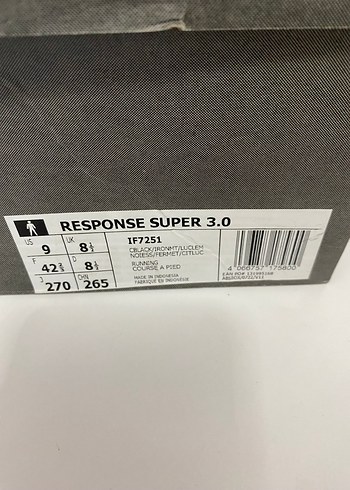 RESPONSE SUPER 3.0
US 9 UK 8½
F 42⅔ D 8½
J 270 CHN 265
IF7251
CBLACK/IRONMT/LUCLEM
NOIESS/FERMET/CITLUC
RUNNING
COURSE A PIED
MADE IN INDONESIA
FABRIQUÉ EN INDONÉSIE
4 066757 175800